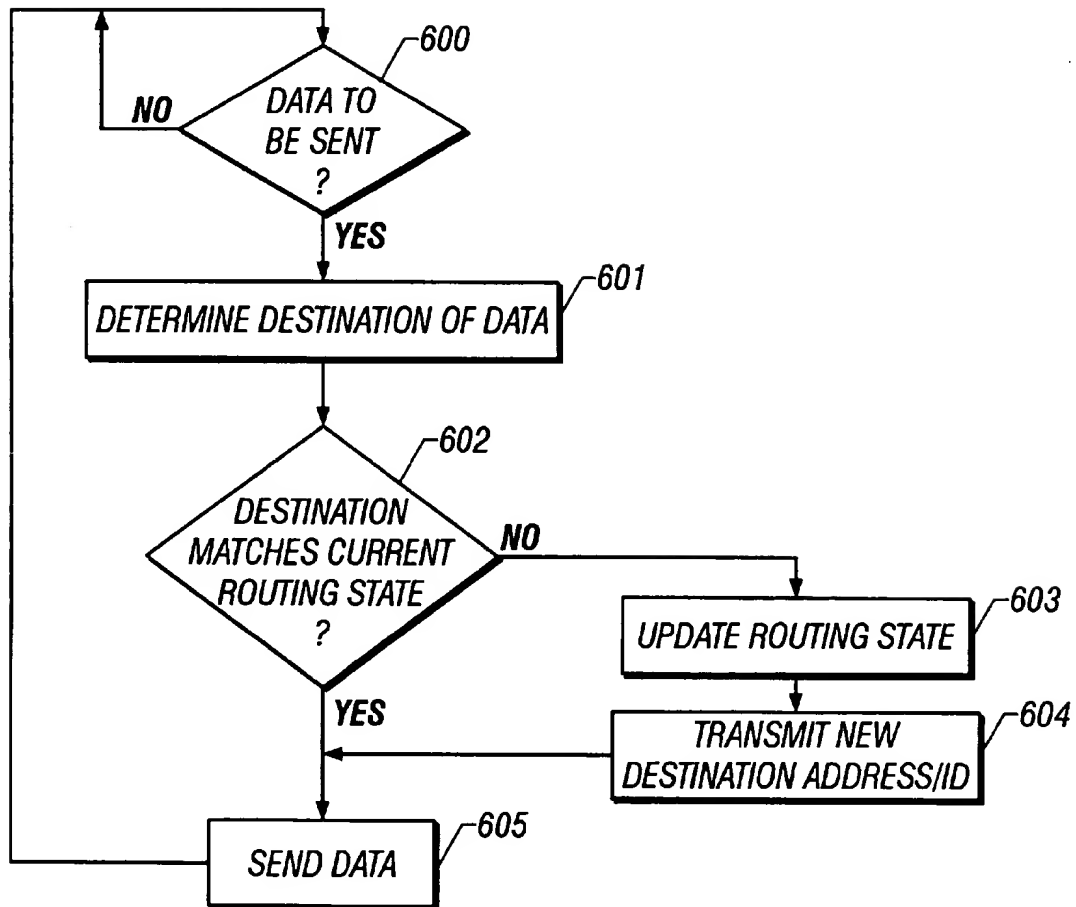 600
DATA TO
BE SENT
?
NO
YES
601
DETERMINE DESTINATION OF DATA
602
DESTINATION
MATCHES CURRENT
ROUTING STATE
?
NO
603
UPDATE ROUTING STATE
YES
604
TRANSMIT NEW
DESTINATION ADDRESS/ID
605
SEND DATA